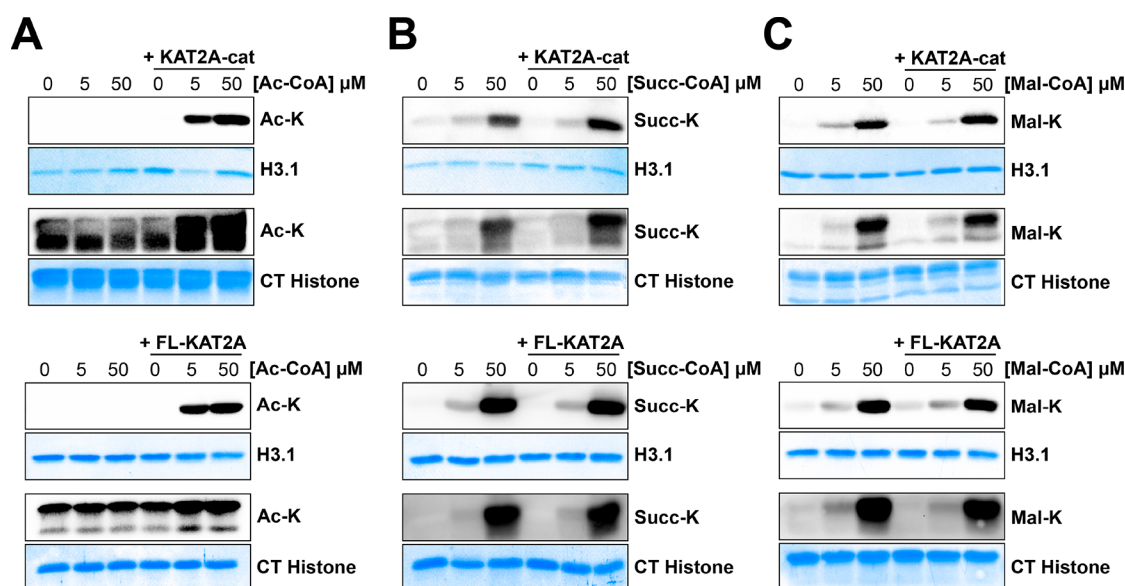 A
+ KAT2A-cat
0 5 50 0 5 50 [Ac-CoA] µM
Ac-K
H3.1
Ac-K
CT Histone
+ FL-KAT2A
0 5 50 0 5 50 [Ac-CoA] µM
Ac-K
H3.1
Ac-K
CT Histone
B
+ KAT2A-cat
0 5 50 0 5 50 [Succ-CoA] µM
Succ-K
H3.1
Succ-K
CT Histone
+ FL-KAT2A
0 5 50 0 5 50 [Succ-CoA] µM
Succ-K
H3.1
Succ-K
CT Histone
C
+ KAT2A-cat
0 5 50 0 5 50 [Mal-CoA] µM
Mal-K
H3.1
Mal-K
CT Histone
+ FL-KAT2A
0 5 50 0 5 50 [Mal-CoA] µM
Mal-K
H3.1
Mal-K
CT Histone